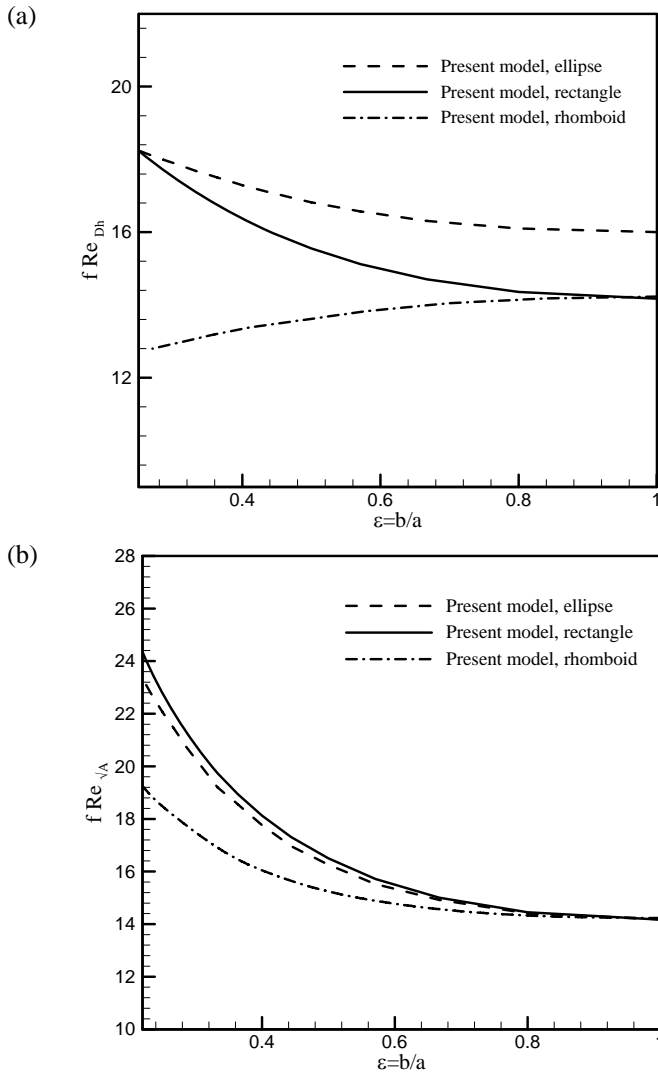 (a)
20
16
12
f Re Dh
Present model, ellipse
Present model, rectangle
Present model, rhomboid
0.4 0.6 0.8 1
ε=b/a
(b)
28
26
24
22
20
18
16
14
12
10
f Re √A
Present model, ellipse
Present model, rectangle
Present model, rhomboid
0.4 0.6 0.8 1
ε=b/a